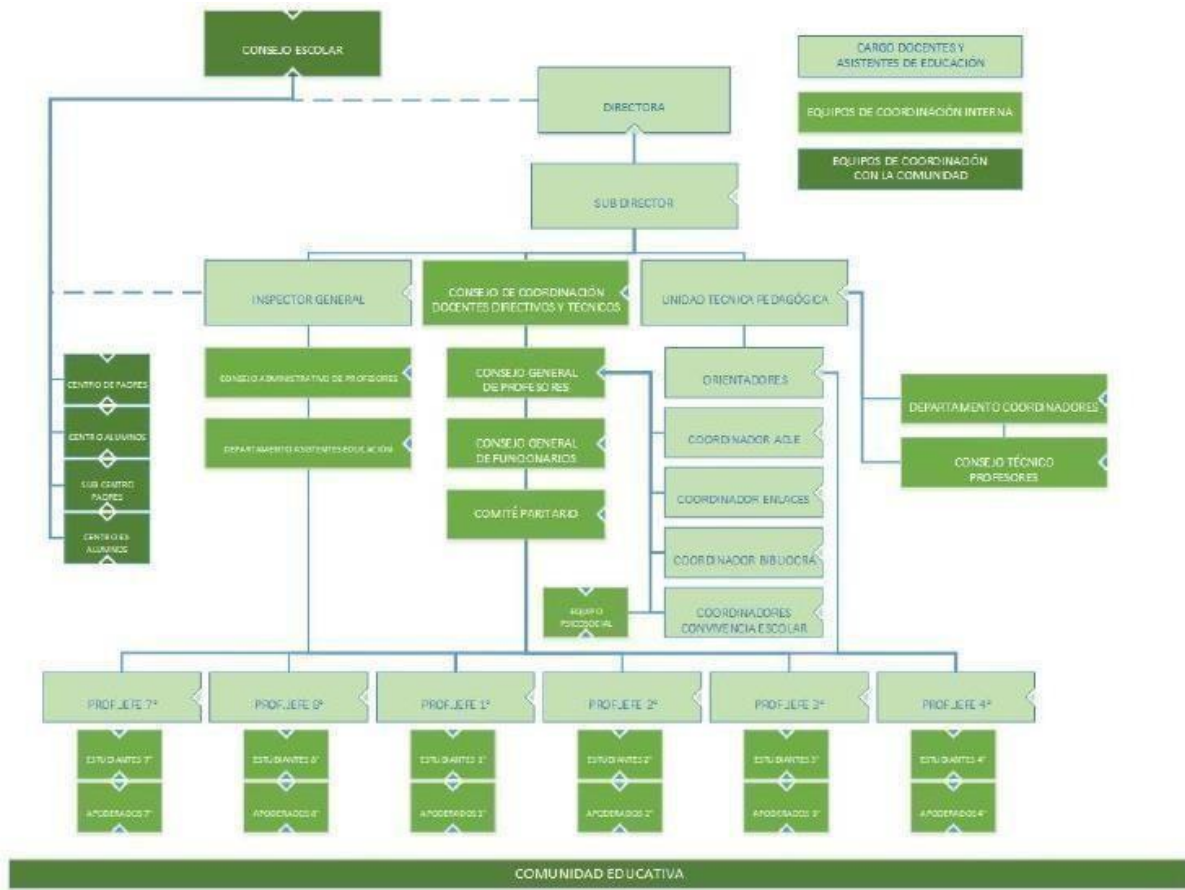 CONSEJO ESCOLAR
CARGO DOCENTES Y
ASISTENTES DE EDUCACIÓN
DIRECTORA
EQUIPOS DE COORDINACIÓN INTERNA
EQUIPOS DE COORDINACIÓN
CON LA COMUNIDAD
SUB DIRECTOR
INSPECTOR GENERAL
CONSEJO DE COORDINACIÓN
DOCENTES DIRECTIVOS Y TÉCNICOS
UNIDAD TECNICA PEDAGÓGICA
CENTRO DE PADRES
CENTRO ALUMNOS
SUB CENTRO
PADRES
CENTRO EX
ALUMNOS
CONSEJO ADMINISTRATIVO DE PROFESORES
DEPARTAMENTO ASISTENTES EDUCACIÓN
CONSEJO GENERAL
DE PROFESORES
CONSEJO GENERAL
DE FUNCIONARIOS
COMITÉ PARITARIO
ORIENTADORES
COORDINADOR ACLE
COORDINADOR ENLACES
COORDINADOR BIBLIOCRA
COORDINADORES
CONVIVENCIA ESCOLAR
EQUIPO
PSICOSOCIAL
DEPARTAMENTO COORDINADORES
CONSEJO TÉCNICO
PROFESORES
PROF.JEFE 7°
PROF.JEFE 8°
PROF.JEFE 1°
PROF.JEFE 2°
PROF.JEFE 3°
PROF.JEFE 4°
ESTUDIANTES 7°
ESTUDIANTES 8°
ESTUDIANTES 1°
ESTUDIANTES 2°
ESTUDIANTES 3°
ESTUDIANTES 4°
APODERADOS 7°
APODERADOS 8°
APODERADOS 1°
APODERADOS 2°
APODERADOS 3°
APODERADOS 4°
COMUNIDAD EDUCATIVA